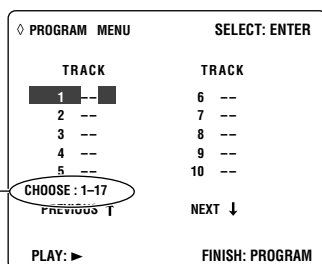 ◊ PROGRAM MENU SELECT: ENTER
TRACK TRACK
1 -- 6 --
2 -- 7 --
3 -- 8 --
4 -- 9 --
5 -- 10 --
CHOOSE : 1–17
PREVIOUS ↑ NEXT ↓
PLAY: ► FINISH: PROGRAM